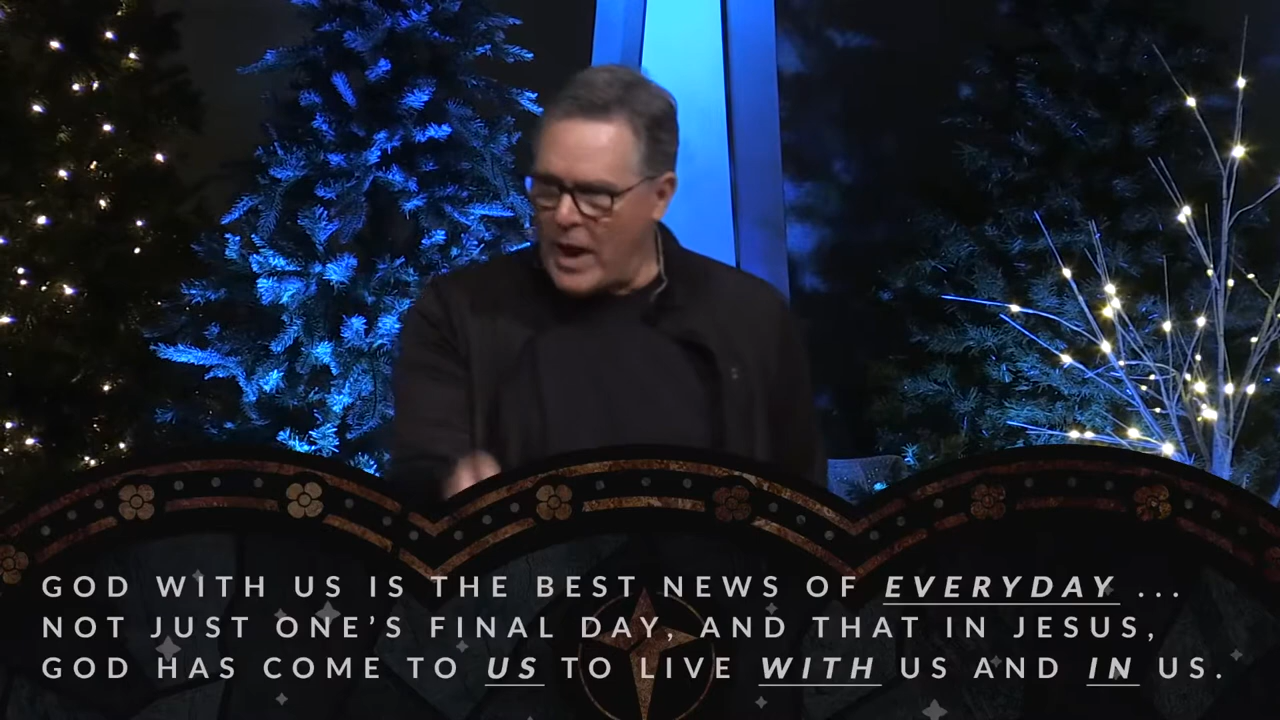 GOD WITH US IS THE BEST NEWS OF EVERYDAY ...
NOT JUST ONE’S FINAL DAY, AND THAT IN JESUS,
GOD HAS COME TO US TO LIVE WITH US AND IN US.